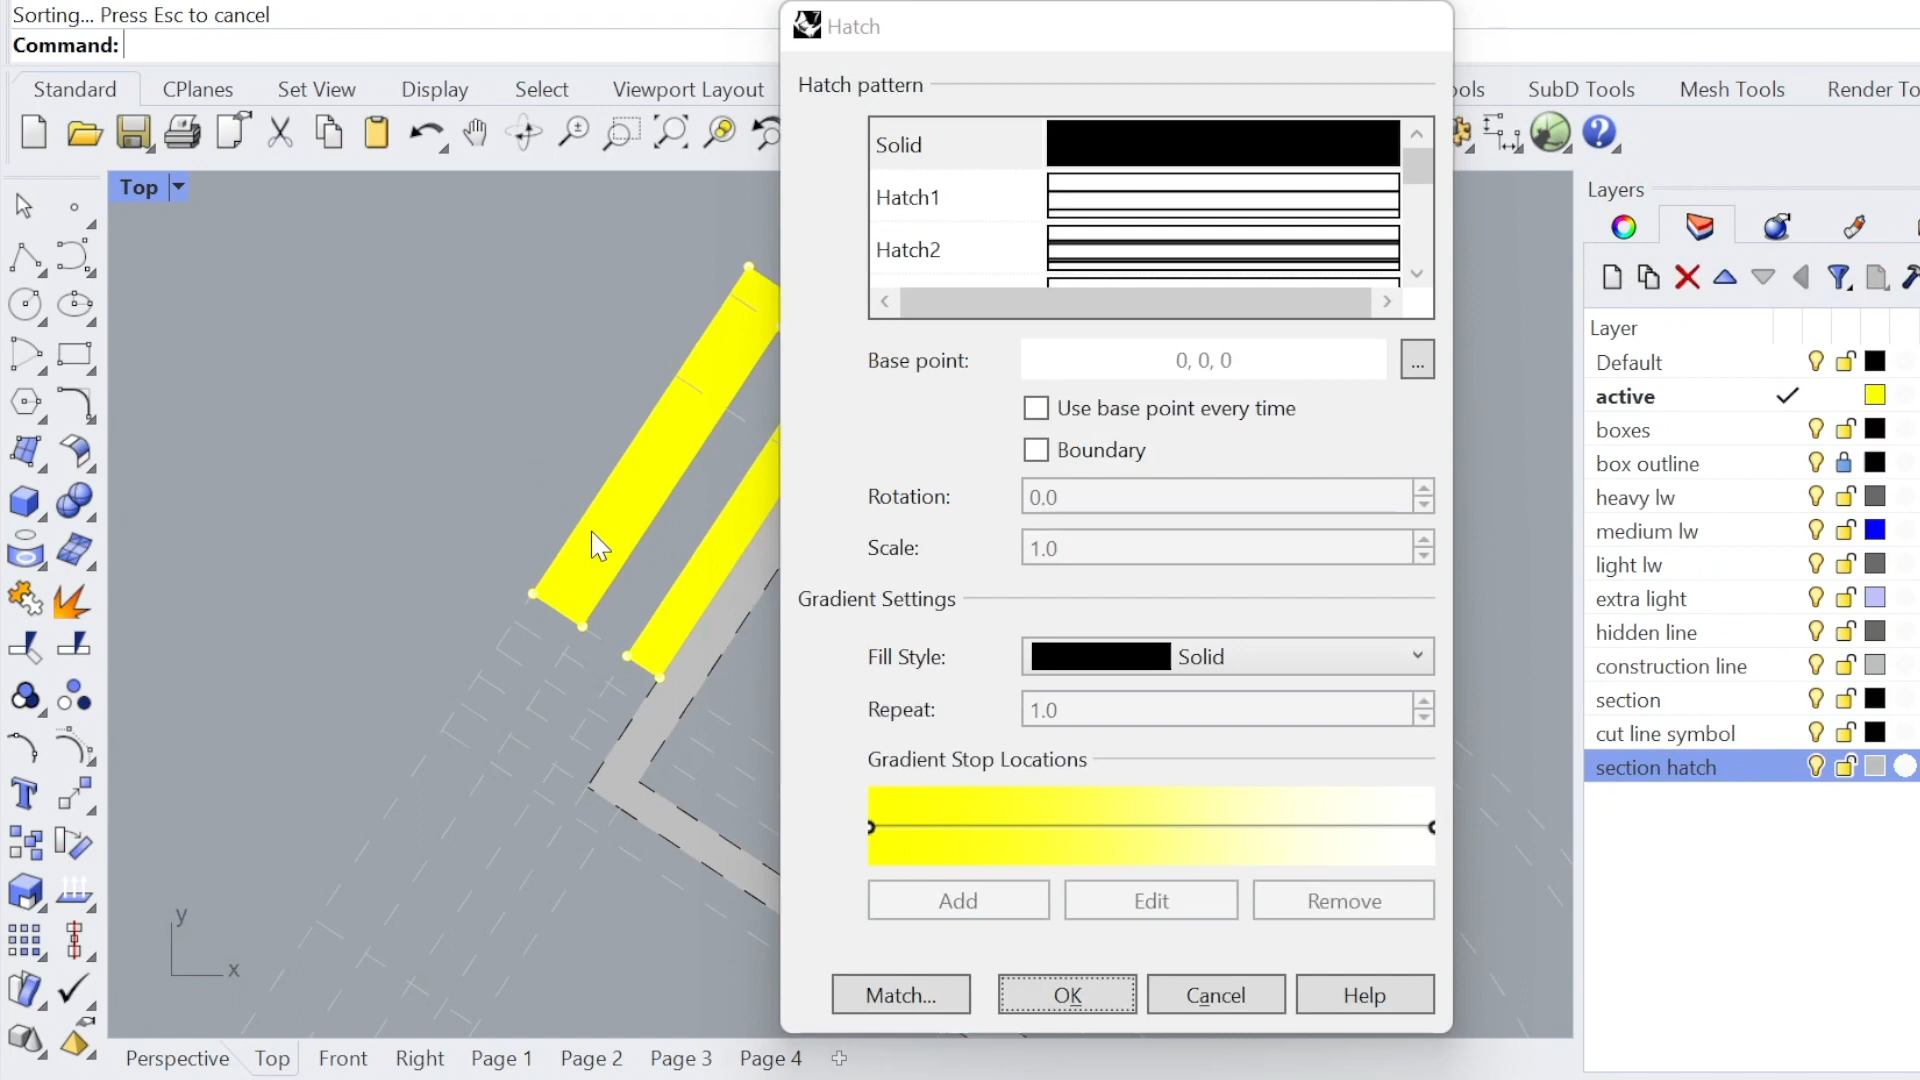 Sorting... Press Esc to cancel
Command:
Hatch
Standard CPlanes Set View Display Select Viewport Layout SubD Tools Mesh Tools
Top
Hatch pattern
Solid
Hatch1
Hatch2
Base point: 0, 0, 0 ...
Use base point every time
Boundary
Rotation: 0.0
Scale: 1.0
Gradient Settings
Fill Style: Solid
Repeat: 1.0
Gradient Stop Locations
Add Edit Remove
Match... OK Cancel Help
Layers
Layer
Default
active
boxes
box outline
heavy lw
medium lw
light lw
extra light
hidden line
construction line
section
cut line symbol
section hatch
y
x
Perspective Top Front Right Page 1 Page 2 Page 3 Page 4